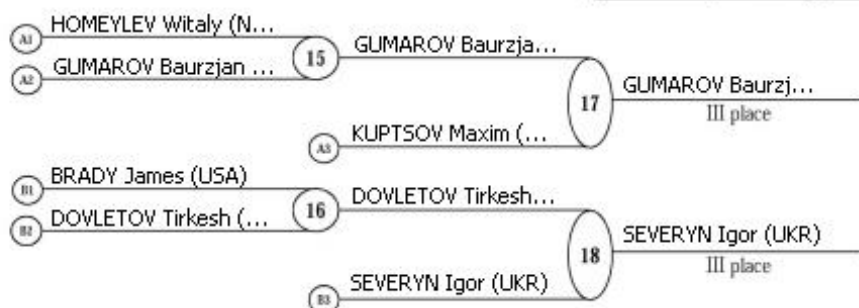 HOMEYLEV Witaly (N...
A1
15
GUMAROV Baurzja...
A2
GUMAROV Baurzjan ...
17
GUMAROV Baurzj...
III place
A3
KUPTSOV Maxim (...
B1
BRADY James (USA)
16
DOVLETOV Tirkesh...
B2
DOVLETOV Tirkesh (...
18
SEVERYN Igor (UKR)
III place
B3
SEVERYN Igor (UKR)